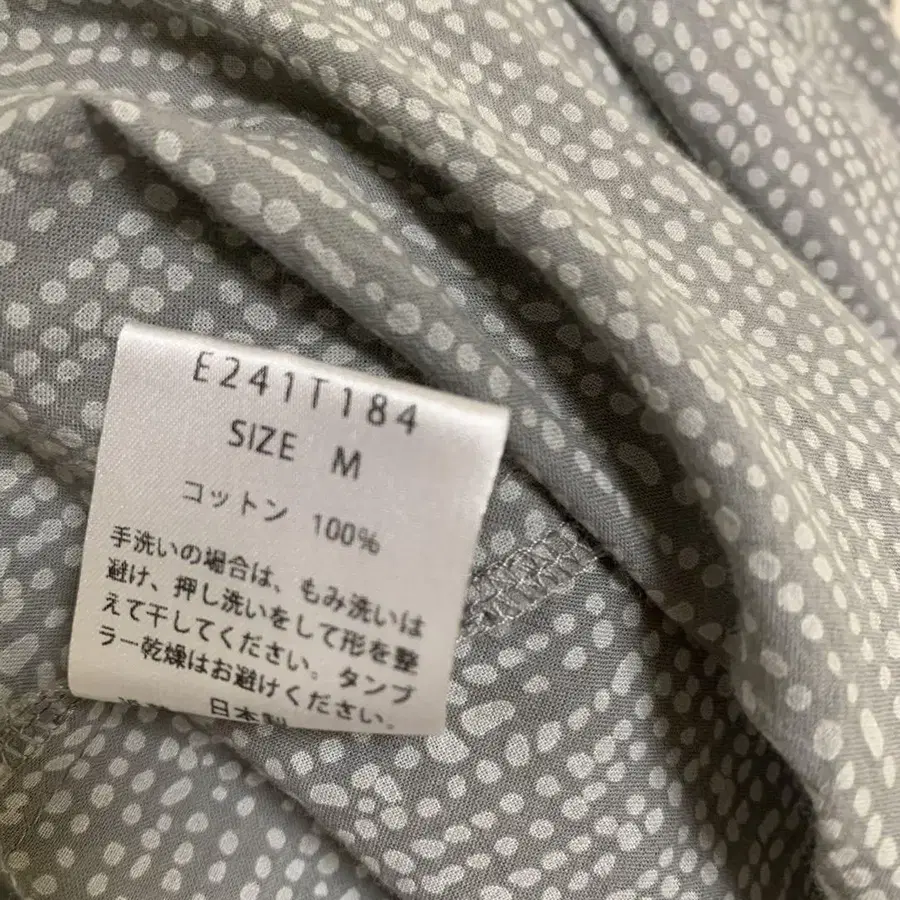 E241T184
SIZE M
コットン 100%
手洗いの場合は、もみ洗いは
避け、押し洗いをして形を整
えて干してください。タンブ
ラー乾燥はお避けください。
日本製